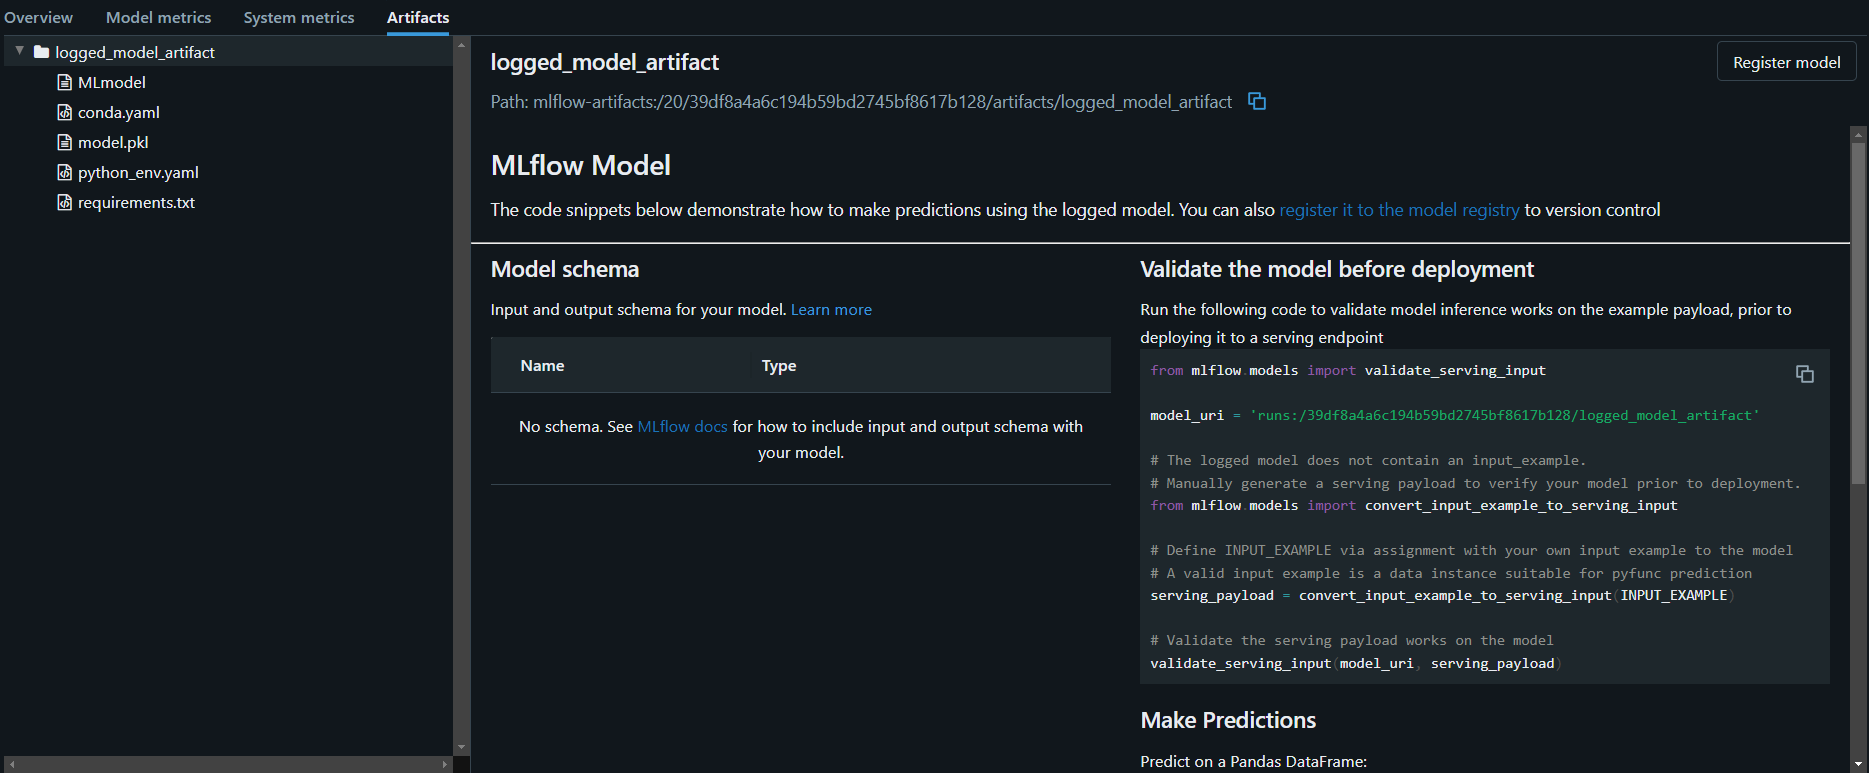 Overview Model metrics System metrics Artifacts
logged_model_artifact
MLmodel
conda.yaml
model.pkl
python_env.yaml
requirements.txt
logged_model_artifact
Register model
Path: mlflow-artifacts:/20/39df8a4a6c194b59bd2745bf8617b128/artifacts/logged_model_artifact
MLflow Model
The code snippets below demonstrate how to make predictions using the logged model. You can also register it to the model registry to version control
Model schema
Input and output schema for your model. Learn more
Name Type
No schema. See MLflow docs for how to include input and output schema with
your model.
Validate the model before deployment
Run the following code to validate model inference works on the example payload, prior to
deploying it to a serving endpoint
from mlflow.models import validate_serving_input
model_uri = 'runs:/39df8a4a6c194b59bd2745bf8617b128/logged_model_artifact'
# The logged model does not contain an input_example.
# Manually generate a serving payload to verify your model prior to deployment.
from mlflow.models import convert_input_example_to_serving_input
# Define INPUT_EXAMPLE via assignment with your own input example to the model
# A valid input example is a data instance suitable for pyfunc prediction
serving_payload = convert_input_example_to_serving_input(INPUT_EXAMPLE)
# Validate the serving payload works on the model
validate_serving_input(model_uri, serving_payload)
Make Predictions
Predict on a Pandas DataFrame: